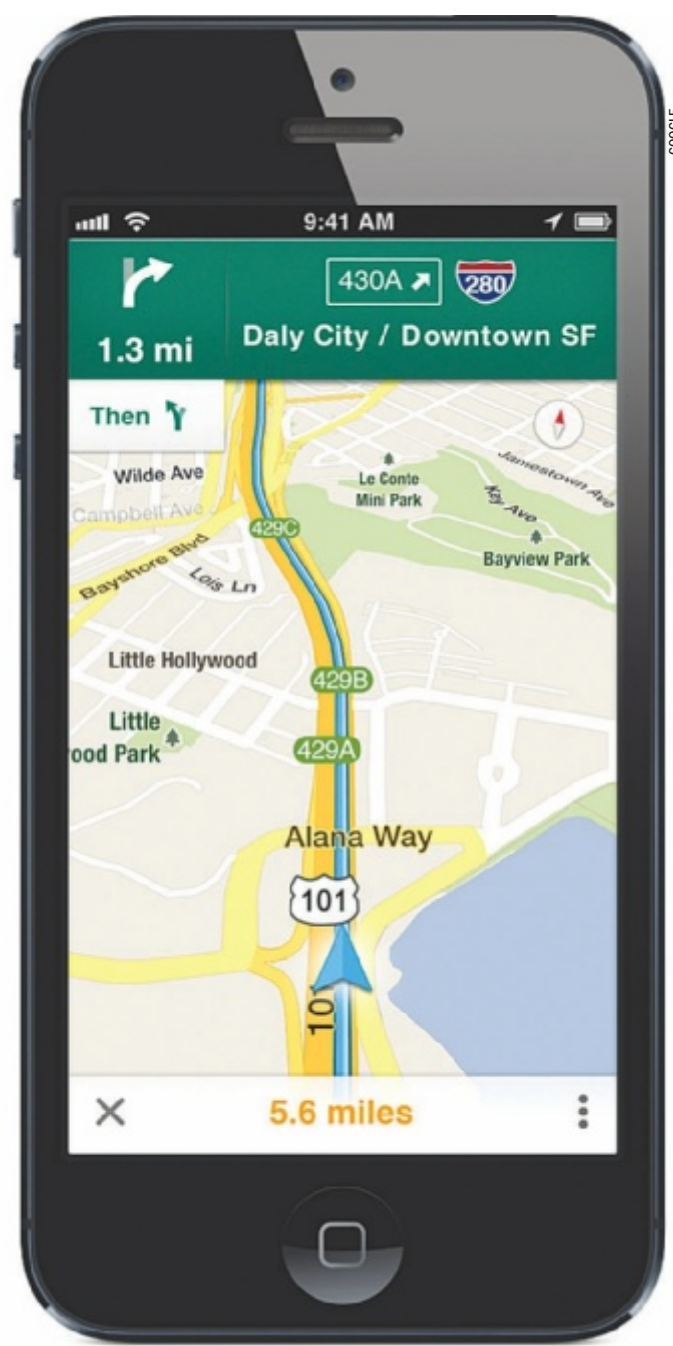 GOOGLE
9:41 AM
430A 280
1.3 mi
Daly City / Downtown SF
Then
Wilde Ave
Campbell Ave
Le Conte
Mini Park
Jamestown Ave
Key Ave
429C
Bayview Park
Bayshore Blvd
Lois Ln
Little Hollywood
429B
Little
ood Park
429A
Alana Way
101
101
5.6 miles